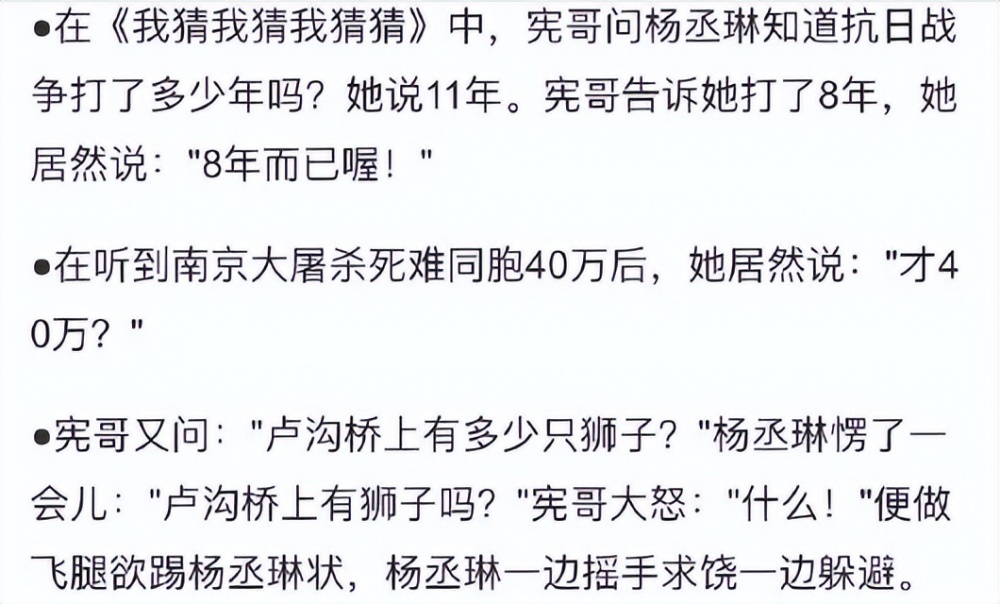 ●在《我猜我猜我猜猜》中，宪哥问杨丞琳知道抗日战
争打了多少年吗？她说11年。宪哥告诉她打了8年，她
居然说："8年而已喔！"
●在听到南京大屠杀死难同胞40万后，她居然说："才4
0万？"
●宪哥又问："卢沟桥上有多少只狮子？"杨丞琳愣了一
会儿："卢沟桥上有狮子吗？"宪哥大怒："什么！"便做
飞腿欲踢杨丞琳状，杨丞琳一边摇手求饶一边躲避。